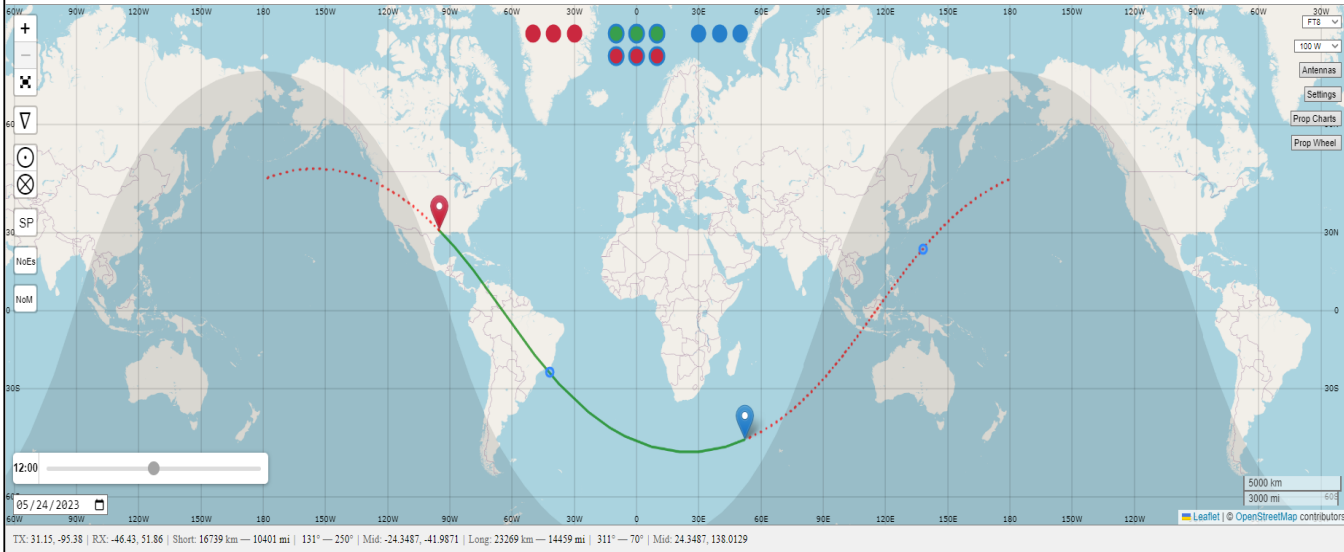 60W 90W 120W 150W 180 150W 120W 90W 60W 30W 0 30E 60E 90E 120E 150E 180 150W 120W 90W 60W 30W
+
−
FT8
100 W
Antennas
Settings
Prop Charts
Prop Wheel
60
SP
30
30N
NoEs
NoM
0
0
30S
30S
12:00
05/24/2023
5000 km
3000 mi
60S
60S
Leaflet | © OpenStreetMap contributors
60W 90W 120E 150W 180 150W 120W 90W 60W 30W 0 30E 60E 90E 120E 150E 180 150W 120W 90W 60W 30W
TX: 31.15, -95.38 | RX: -46.43, 51.86 | Short: 16739 km — 10401 mi | 131° — 250° | Mid: -24.3487, -41.9871 | Long: 23269 km — 14459 mi | 311° — 70° | Mid: 24.3487, 138.0129